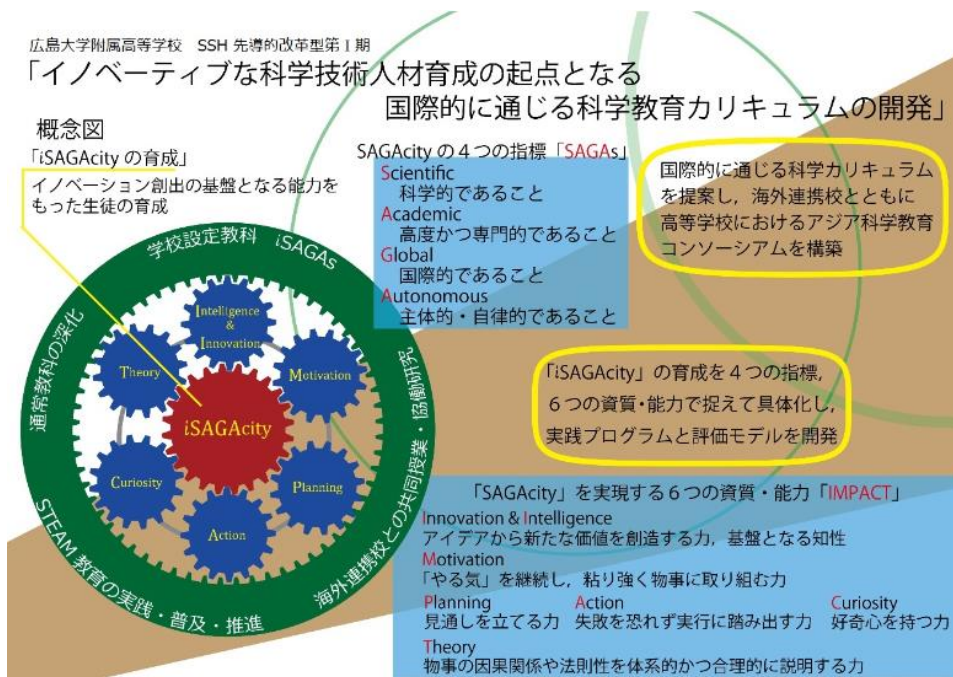 広島大学附属高等学校　SSH 先導的改革型第Ⅰ期
「イノベーティブな科学技術人材育成の起点となる
国際的に通じる科学教育カリキュラムの開発」
概念図
「iSAGAcity の育成」
イノベーション創出の基盤となる能力を
もった生徒の育成
SAGAcity の４つの指標「SAGAs」
Scientific
科学的であること
Academic
高度かつ専門的であること
Global
国際的であること
Autonomous
主体的・自律的であること
国際的に通じる科学カリキュラム
を提案し，海外連携校とともに
高等学校におけるアジア科学教育
コンソーシアムを構築
学校設定教科　iSAGAs
通常教科の深化
海外連携校との共同授業・協働研究
STEAM 教育の実践・普及・推進
Intelligence
&
Innovation
Theory
Motivation
iSAGAcity
Curiosity
Planning
Action
「iSAGAcity」の育成を４つの指標，
６つの資質・能力で捉えて具体化し，
実践プログラムと評価モデルを開発
「SAGAcity」を実現する６つの資質・能力「IMPACT」
Innovation & Intelligence
アイデアから新たな価値を創造する力，基盤となる知性
Motivation
「やる気」を継続し，粘り強く物事に取り組む力
Planning
見通しを立てる力
Action
失敗を恐れず実行に踏み出す力
Curiosity
好奇心を持つ力
Theory
物事の因果関係や法則性を体系的かつ合理的に説明する力